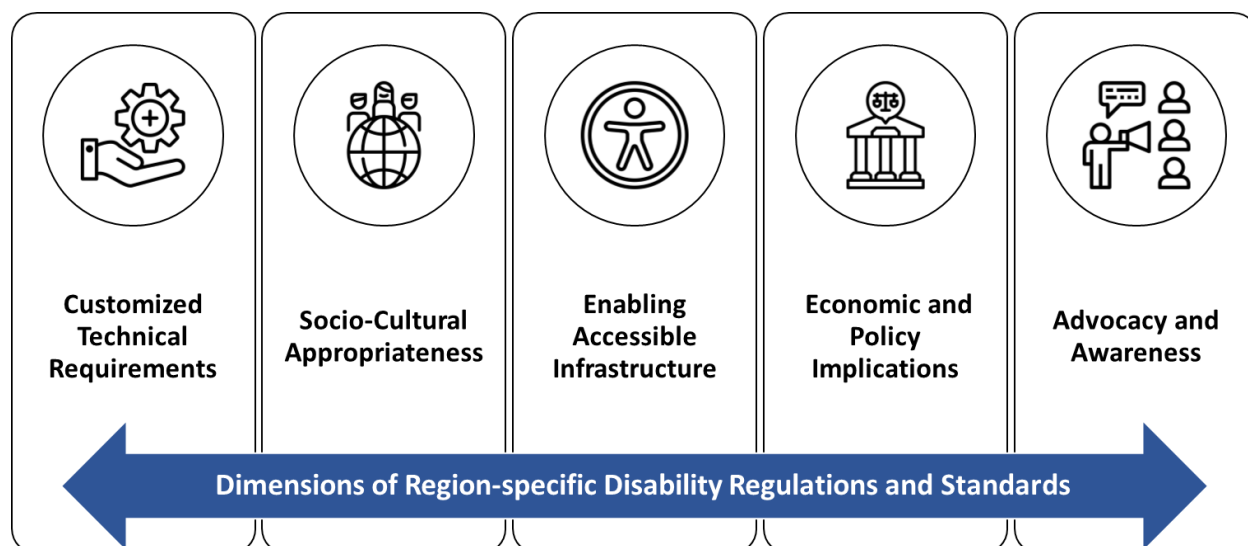 Customized
Technical
Requirements
Socio-Cultural
Appropriateness
Enabling
Accessible
Infrastructure
Economic and
Policy
Implications
Advocacy and
Awareness
Dimensions of Region-specific Disability Regulations and Standards